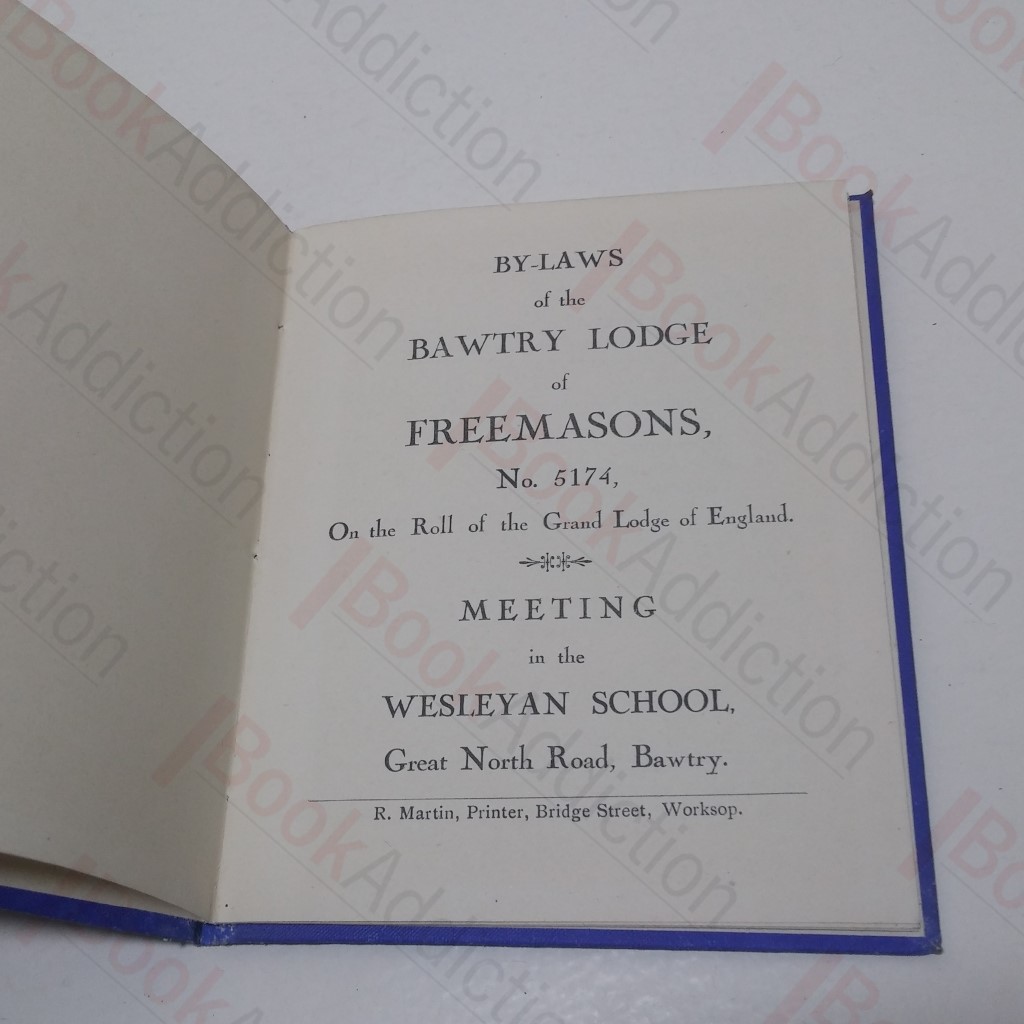 BY-LAWS
of the
BAWTRY LODGE
of
FREEMASONS,
No. 5174,
On the Roll of the Grand Lodge of England.
MEETING
in the
WESLEYAN SCHOOL,
Great North Road, Bawtry.
R. Martin, Printer, Bridge Street, Worksop.
BookAddiction